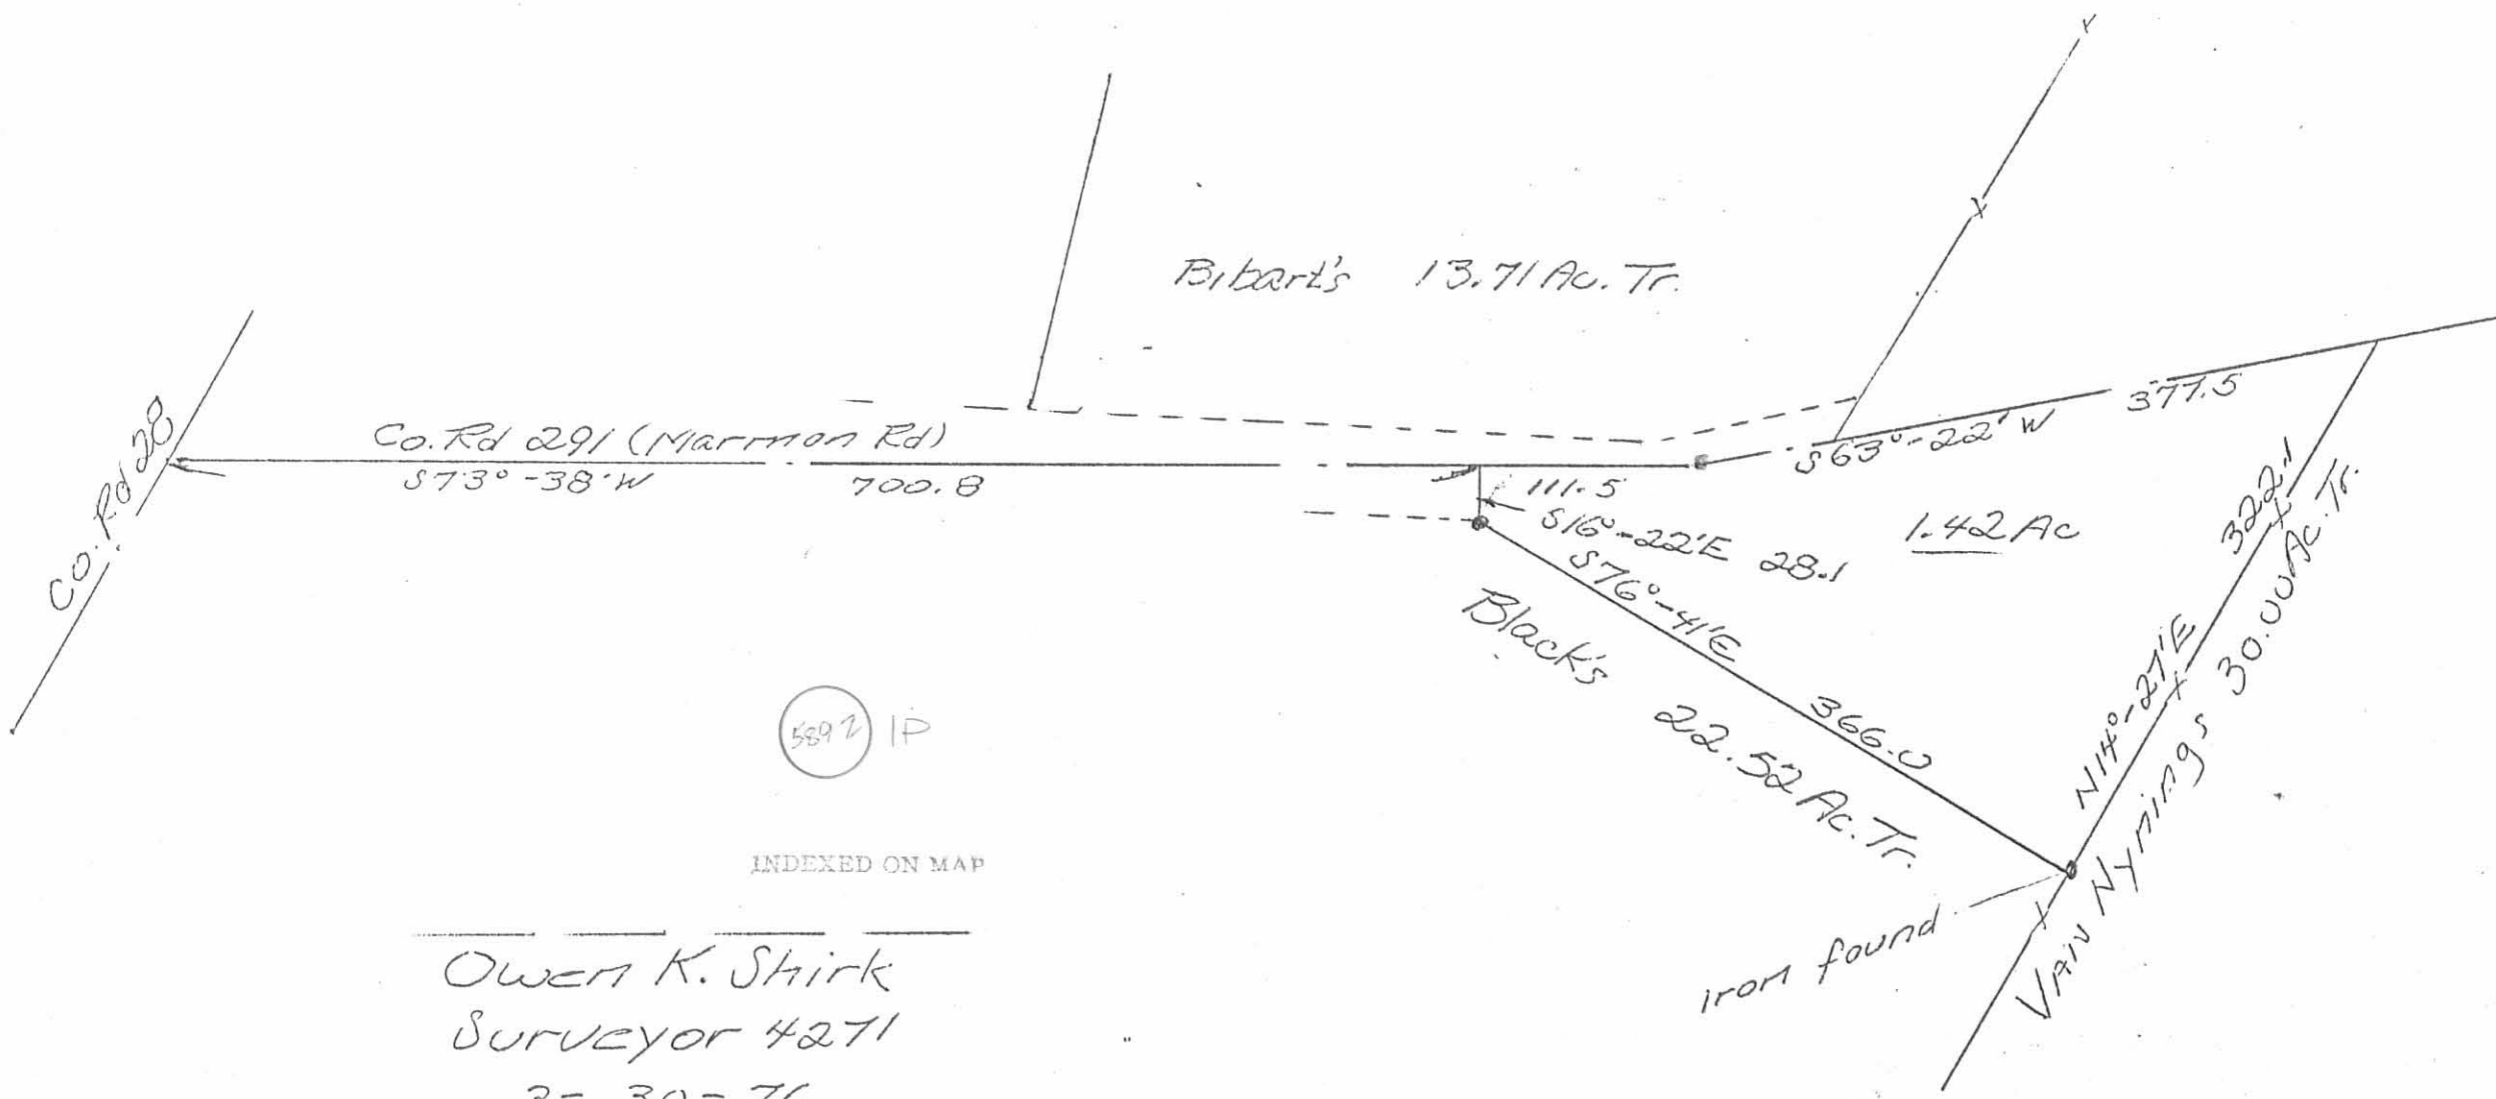 Bibart's 13.71 Ac. Tr.
Co. Rd 28
Co. Rd 291 (Marmon Rd)
S73°-38'W 700.8
S63°-22'W 377.5
111.5
S16°-22'E 28.1
1.42 Ac
S76°-41'E 366.0
Black's 22.52 Ac. Tr.
N14°-27'E 322.1
Van Nynings 30.00 Ac. Tr.
iron found
5892 1P
INDEXED ON MAP
Owen K. Shirk
Surveyor 4271